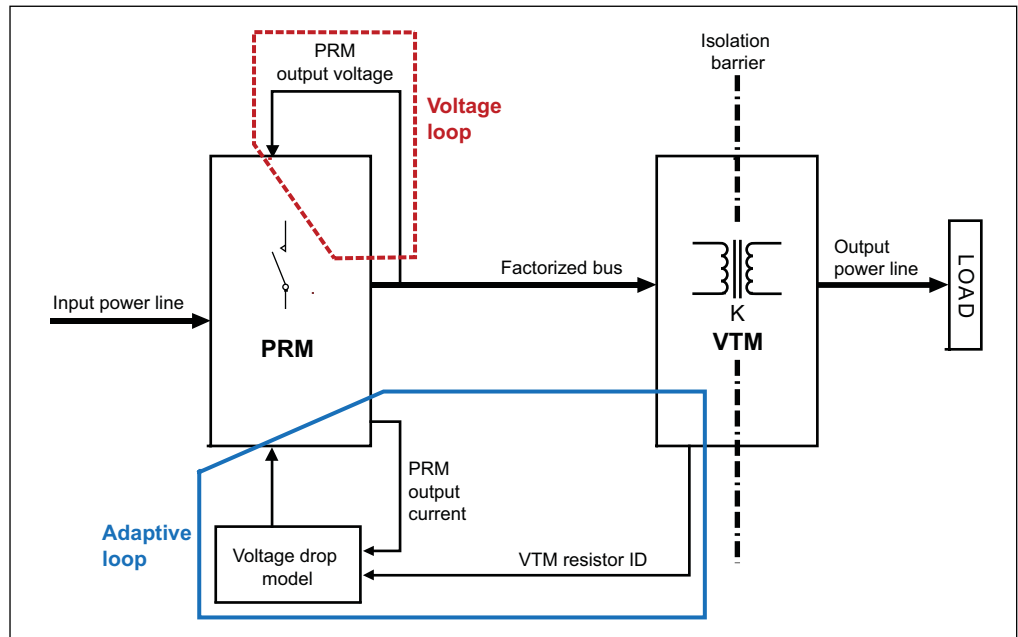 PRM
output voltage
Voltage
loop
Isolation
barrier
Input power line
PRM
Factorized bus
K
VTM
Output
power line
LOAD
Adaptive
loop
PRM
output
current
Voltage drop
model
VTM resistor ID